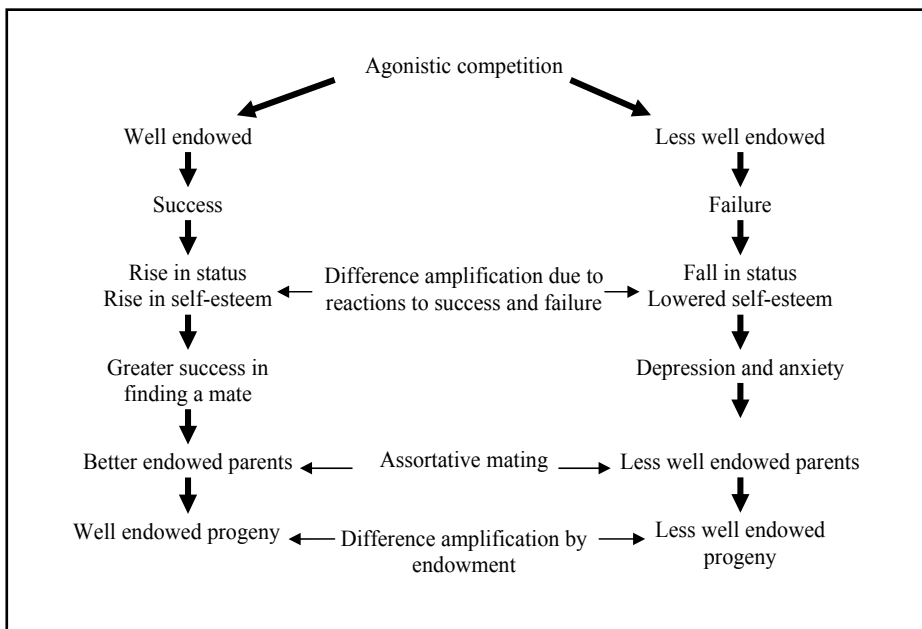 Agonistic competition
Well endowed
Less well endowed
Success
Failure
Rise in status
Rise in self-esteem
Difference amplification due to
reactions to success and failure
Fall in status
Lowered self-esteem
Greater success in
finding a mate
Depression and anxiety
Better endowed parents
Assortative mating
Less well endowed parents
Well endowed progeny
Difference amplification by
endowment
Less well endowed
progeny